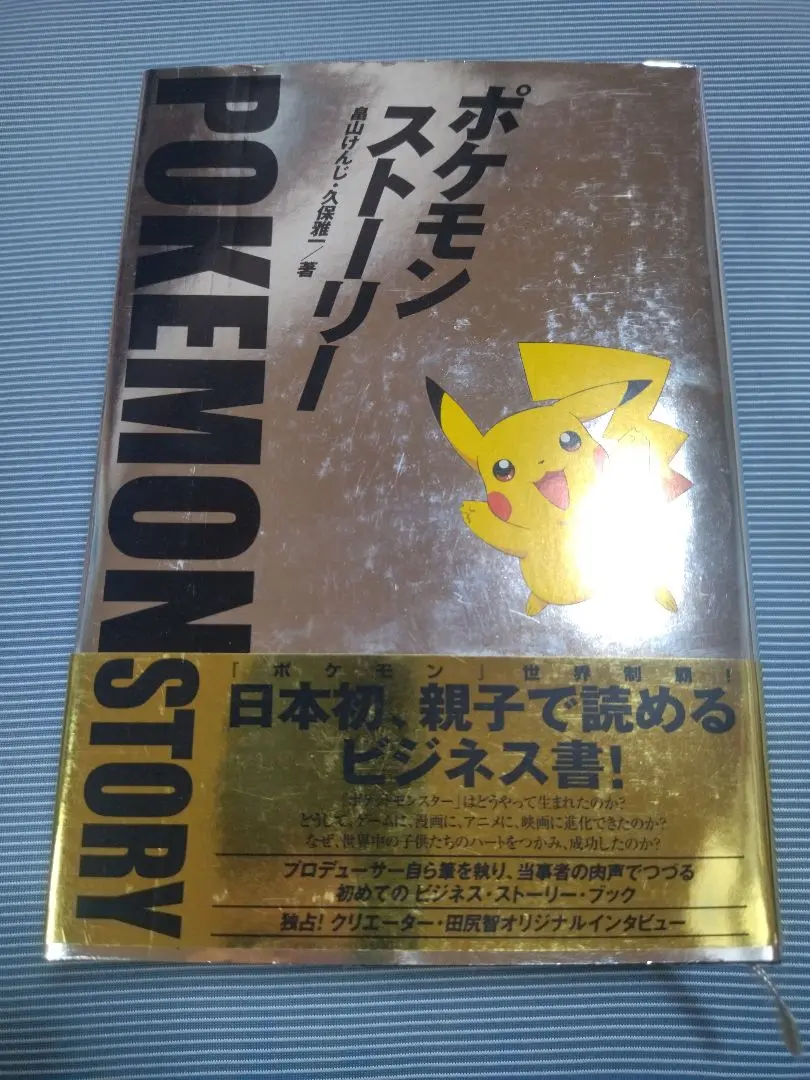 POKEMON STORY
ポケモン
ストーリー
畠山けんじ・久保雅一／著
「ポケモン」世界制覇！
日本初、親子で読める
ビジネス書！
「ポケットモンスター」はどうやって生まれたのか？
どうして、ゲームに、漫画に、アニメに、映画に進化できたのか？
なぜ、世界中の子供たちのハートをつかみ、成功したのか？
プロデューサー自ら筆を執り、当事者の肉声でつづる
初めてのビジネス・ストーリー・ブック
独占！クリエーター・田尻智オリジナルインタビュー